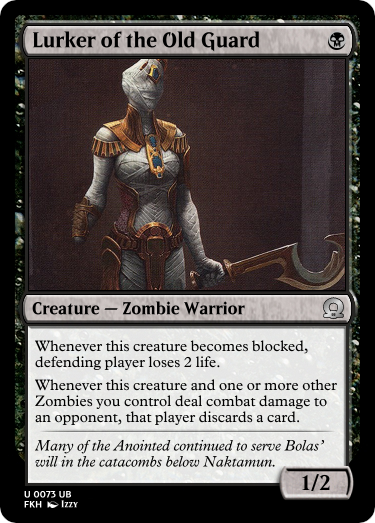 Lurker of the Old Guard
Creature — Zombie Warrior
Whenever this creature becomes blocked,
defending player loses 2 life.
Whenever this creature and one or more other
Zombies you control deal combat damage to
an opponent, that player discards a card.
Many of the Anointed continued to serve Bolas’
will in the catacombs below Naktamun.
1/2
U 0073 UB
FKH Izzy